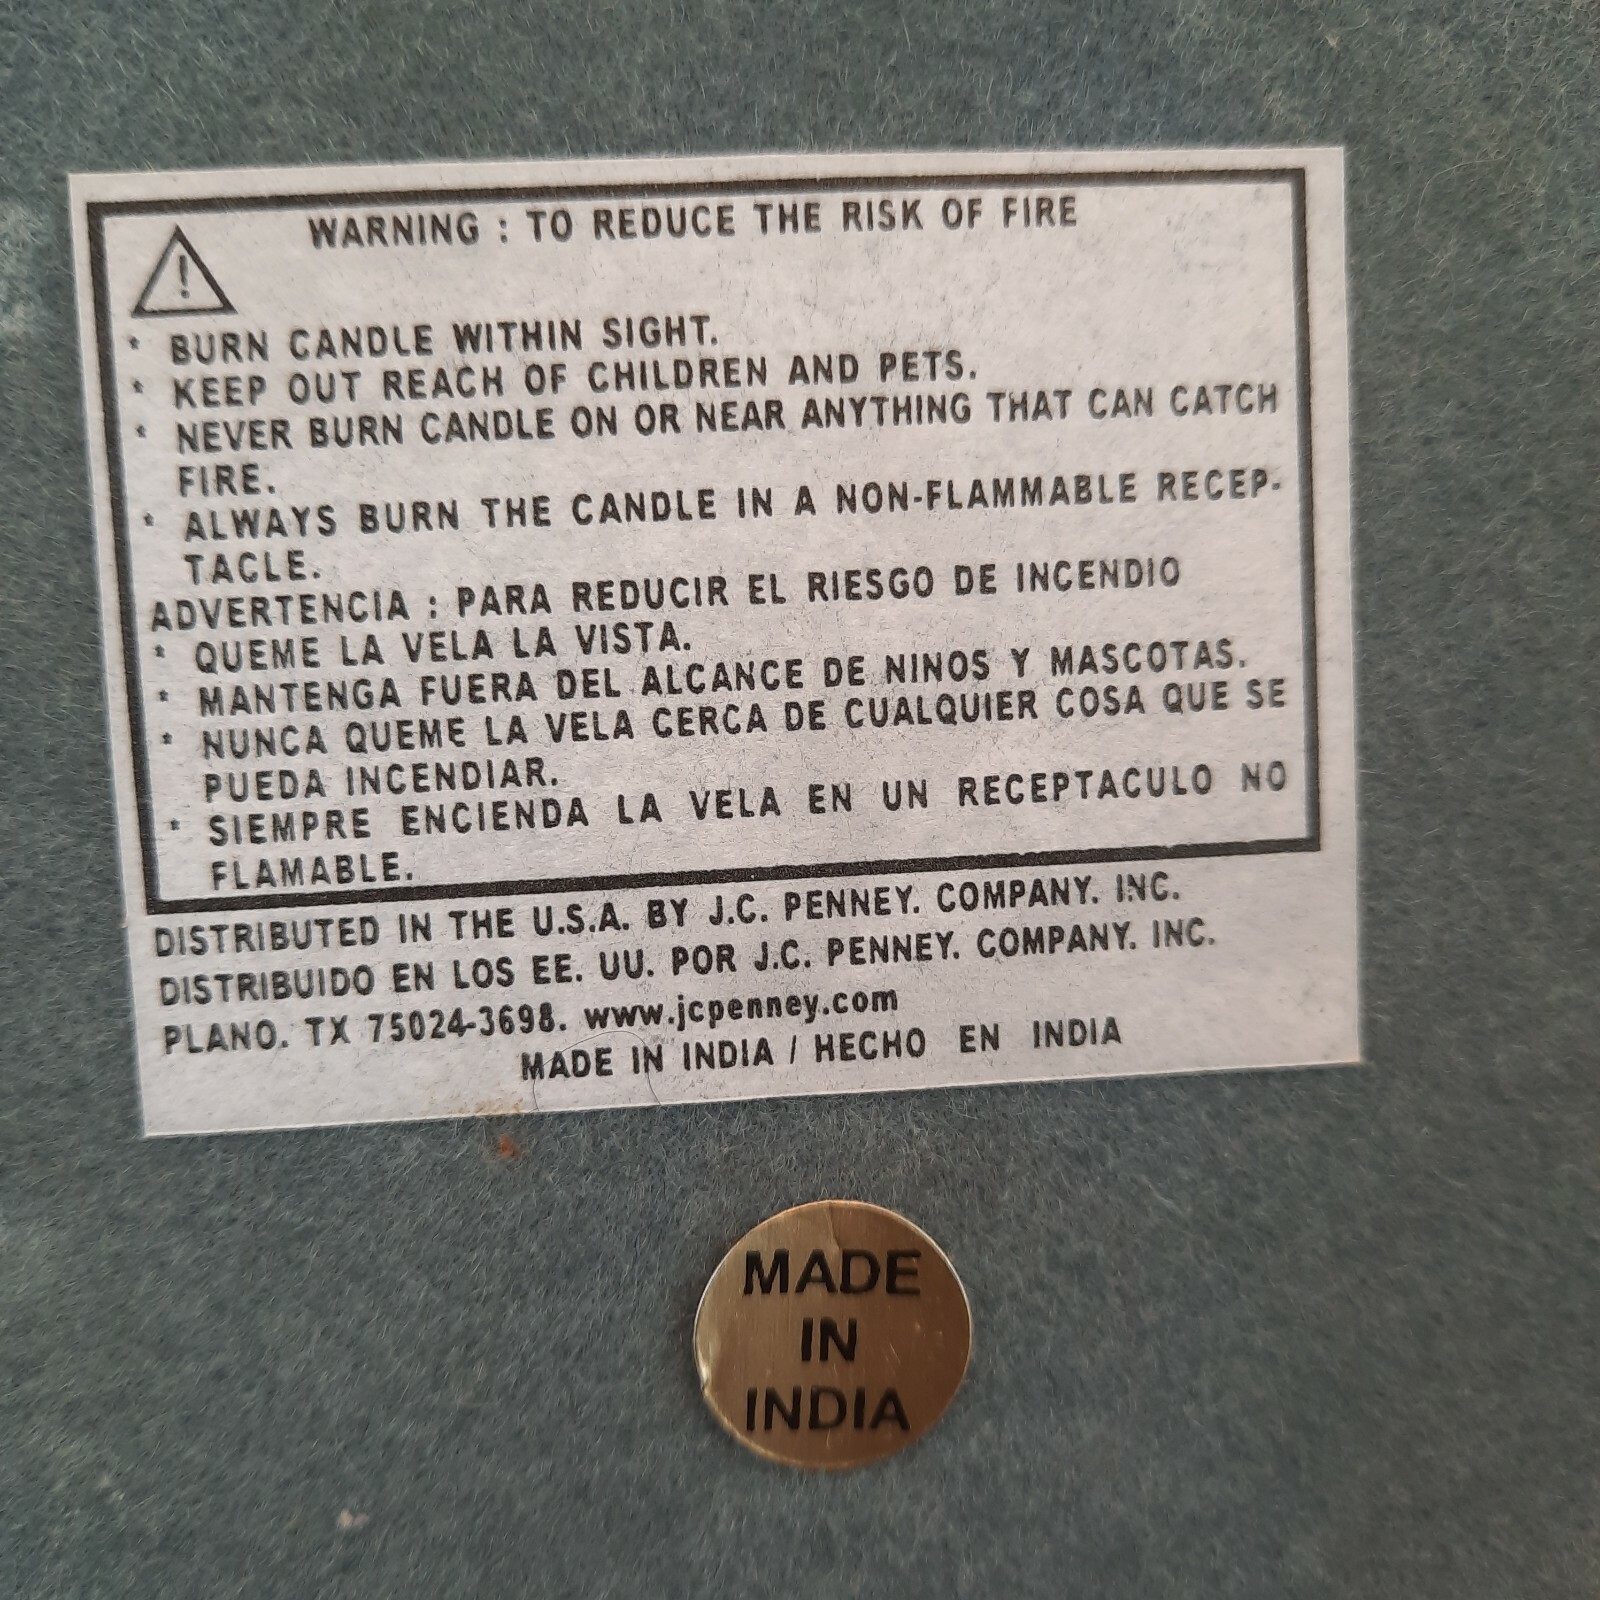 WARNING : TO REDUCE THE RISK OF FIRE
!
* BURN CANDLE WITHIN SIGHT.
* KEEP OUT REACH OF CHILDREN AND PETS.
* NEVER BURN CANDLE ON OR NEAR ANYTHING THAT CAN CATCH
FIRE.
* ALWAYS BURN THE CANDLE IN A NON-FLAMMABLE RECEP-
TACLE.
ADVERTENCIA : PARA REDUCIR EL RIESGO DE INCENDIO
* QUEME LA VELA LA VISTA.
* MANTENGA FUERA DEL ALCANCE DE NINOS Y MASCOTAS.
* NUNCA QUEME LA VELA CERCA DE CUALQUIER COSA QUE SE
PUEDA INCENDIAR.
* SIEMPRE ENCIENDA LA VELA EN UN RECEPTACULO NO
FLAMABLE.
DISTRIBUTED IN THE U.S.A. BY J.C. PENNEY. COMPANY. INC.
DISTRIBUIDO EN LOS EE. UU. POR J.C. PENNEY. COMPANY. INC.
PLANO. TX 75024-3698. www.jcpenney.com
MADE IN INDIA / HECHO EN INDIA
MADE
IN
INDIA